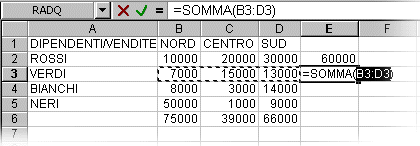 RADQ =SOMMA(B3:D3)
A B C D E F
1 DIPENDENTI\VENDITE NORD CENTRO SUD
2 ROSSI 10000 20000 30000 60000
3 VERDI 7000 15000 13000 =SOMMA(B3:D3)
4 BIANCHI 8000 3000 14000
5 NERI 50000 1000 9000
6 75000 39000 66000